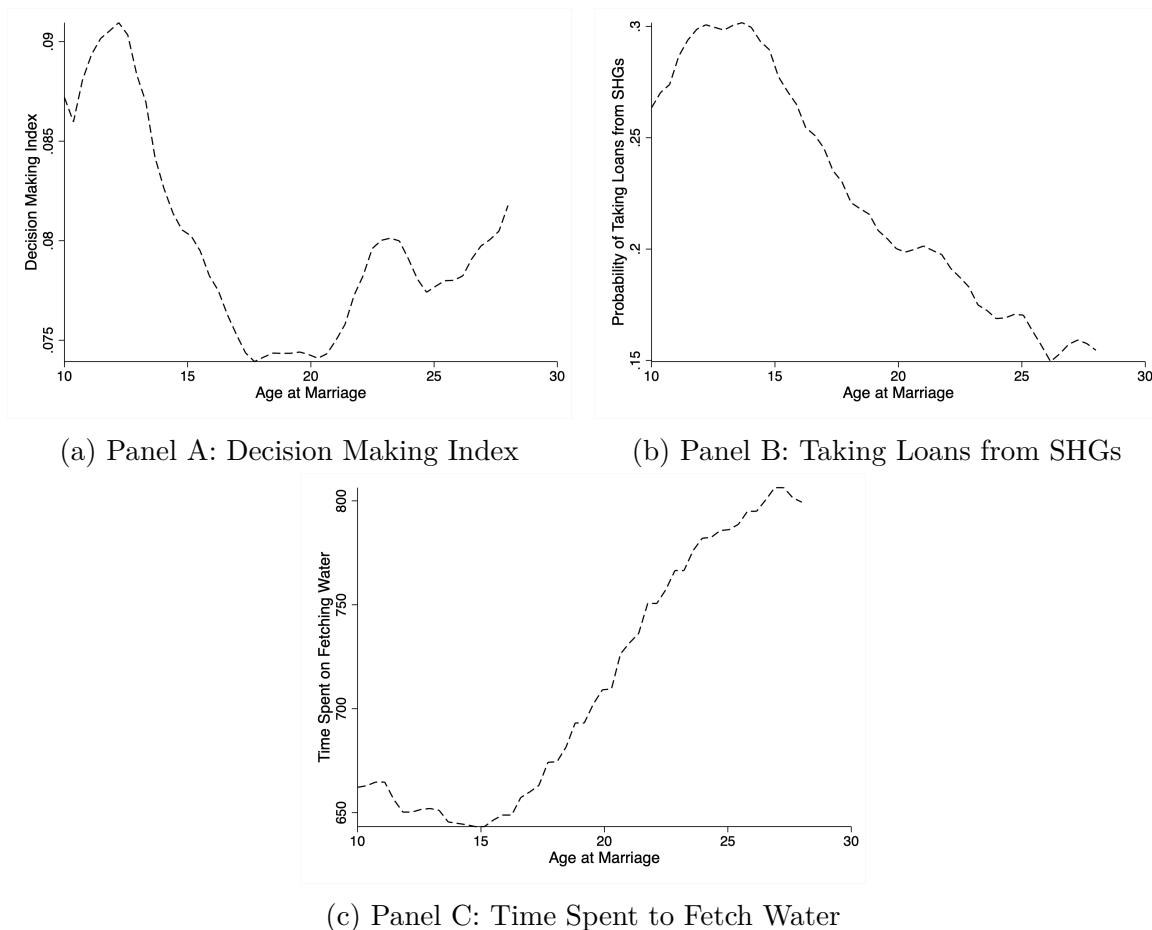 Decision Making Index
.075 .08 .085 .09
10 15 20 25 30
Age at Marriage
(a) Panel A: Decision Making Index
Probability of Taking Loans from SHGs
.15 .2 .25 .3
10 15 20 25 30
Age at Marriage
(b) Panel B: Taking Loans from SHGs
Time Spent on Fetching Water
650 700 750 800
10 15 20 25 30
Age at Marriage
(c) Panel C: Time Spent to Fetch Water